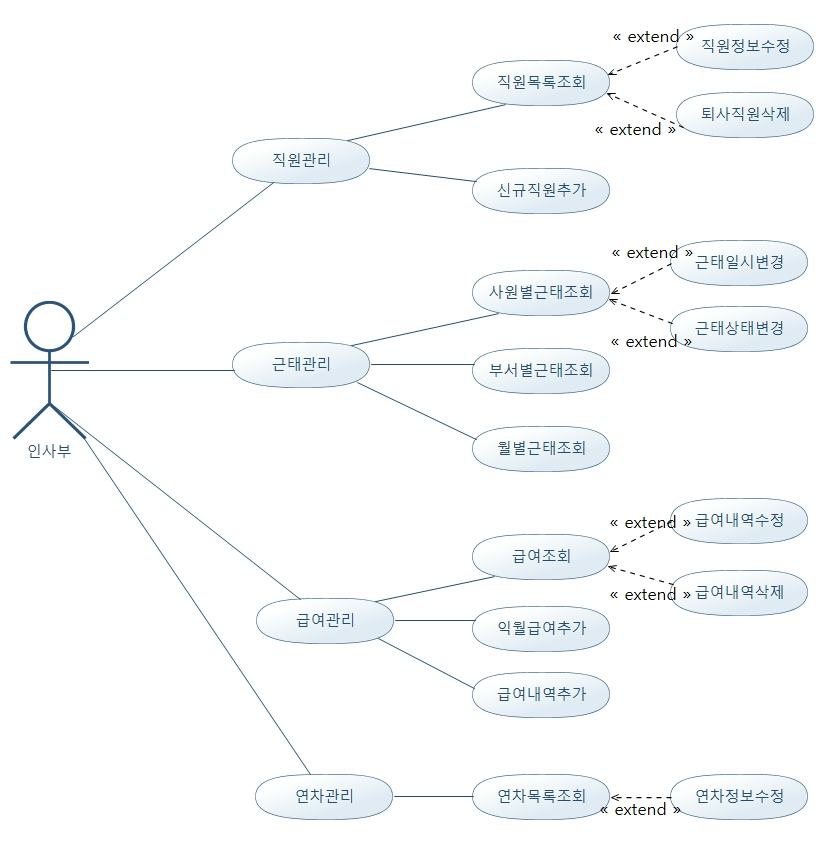 « extend »
직원정보수정
직원목록조회
퇴사직원삭제
« extend »
직원관리
신규직원추가
« extend »
근태일시변경
사원별근태조회
근태상태변경
« extend »
근태관리
부서별근태조회
월별근태조회
인사부
« extend »
급여내역수정
급여조회
« extend »
급여내역삭제
급여관리
익월급여추가
급여내역추가
연차관리
연차목록조회
연차정보수정
« extend »